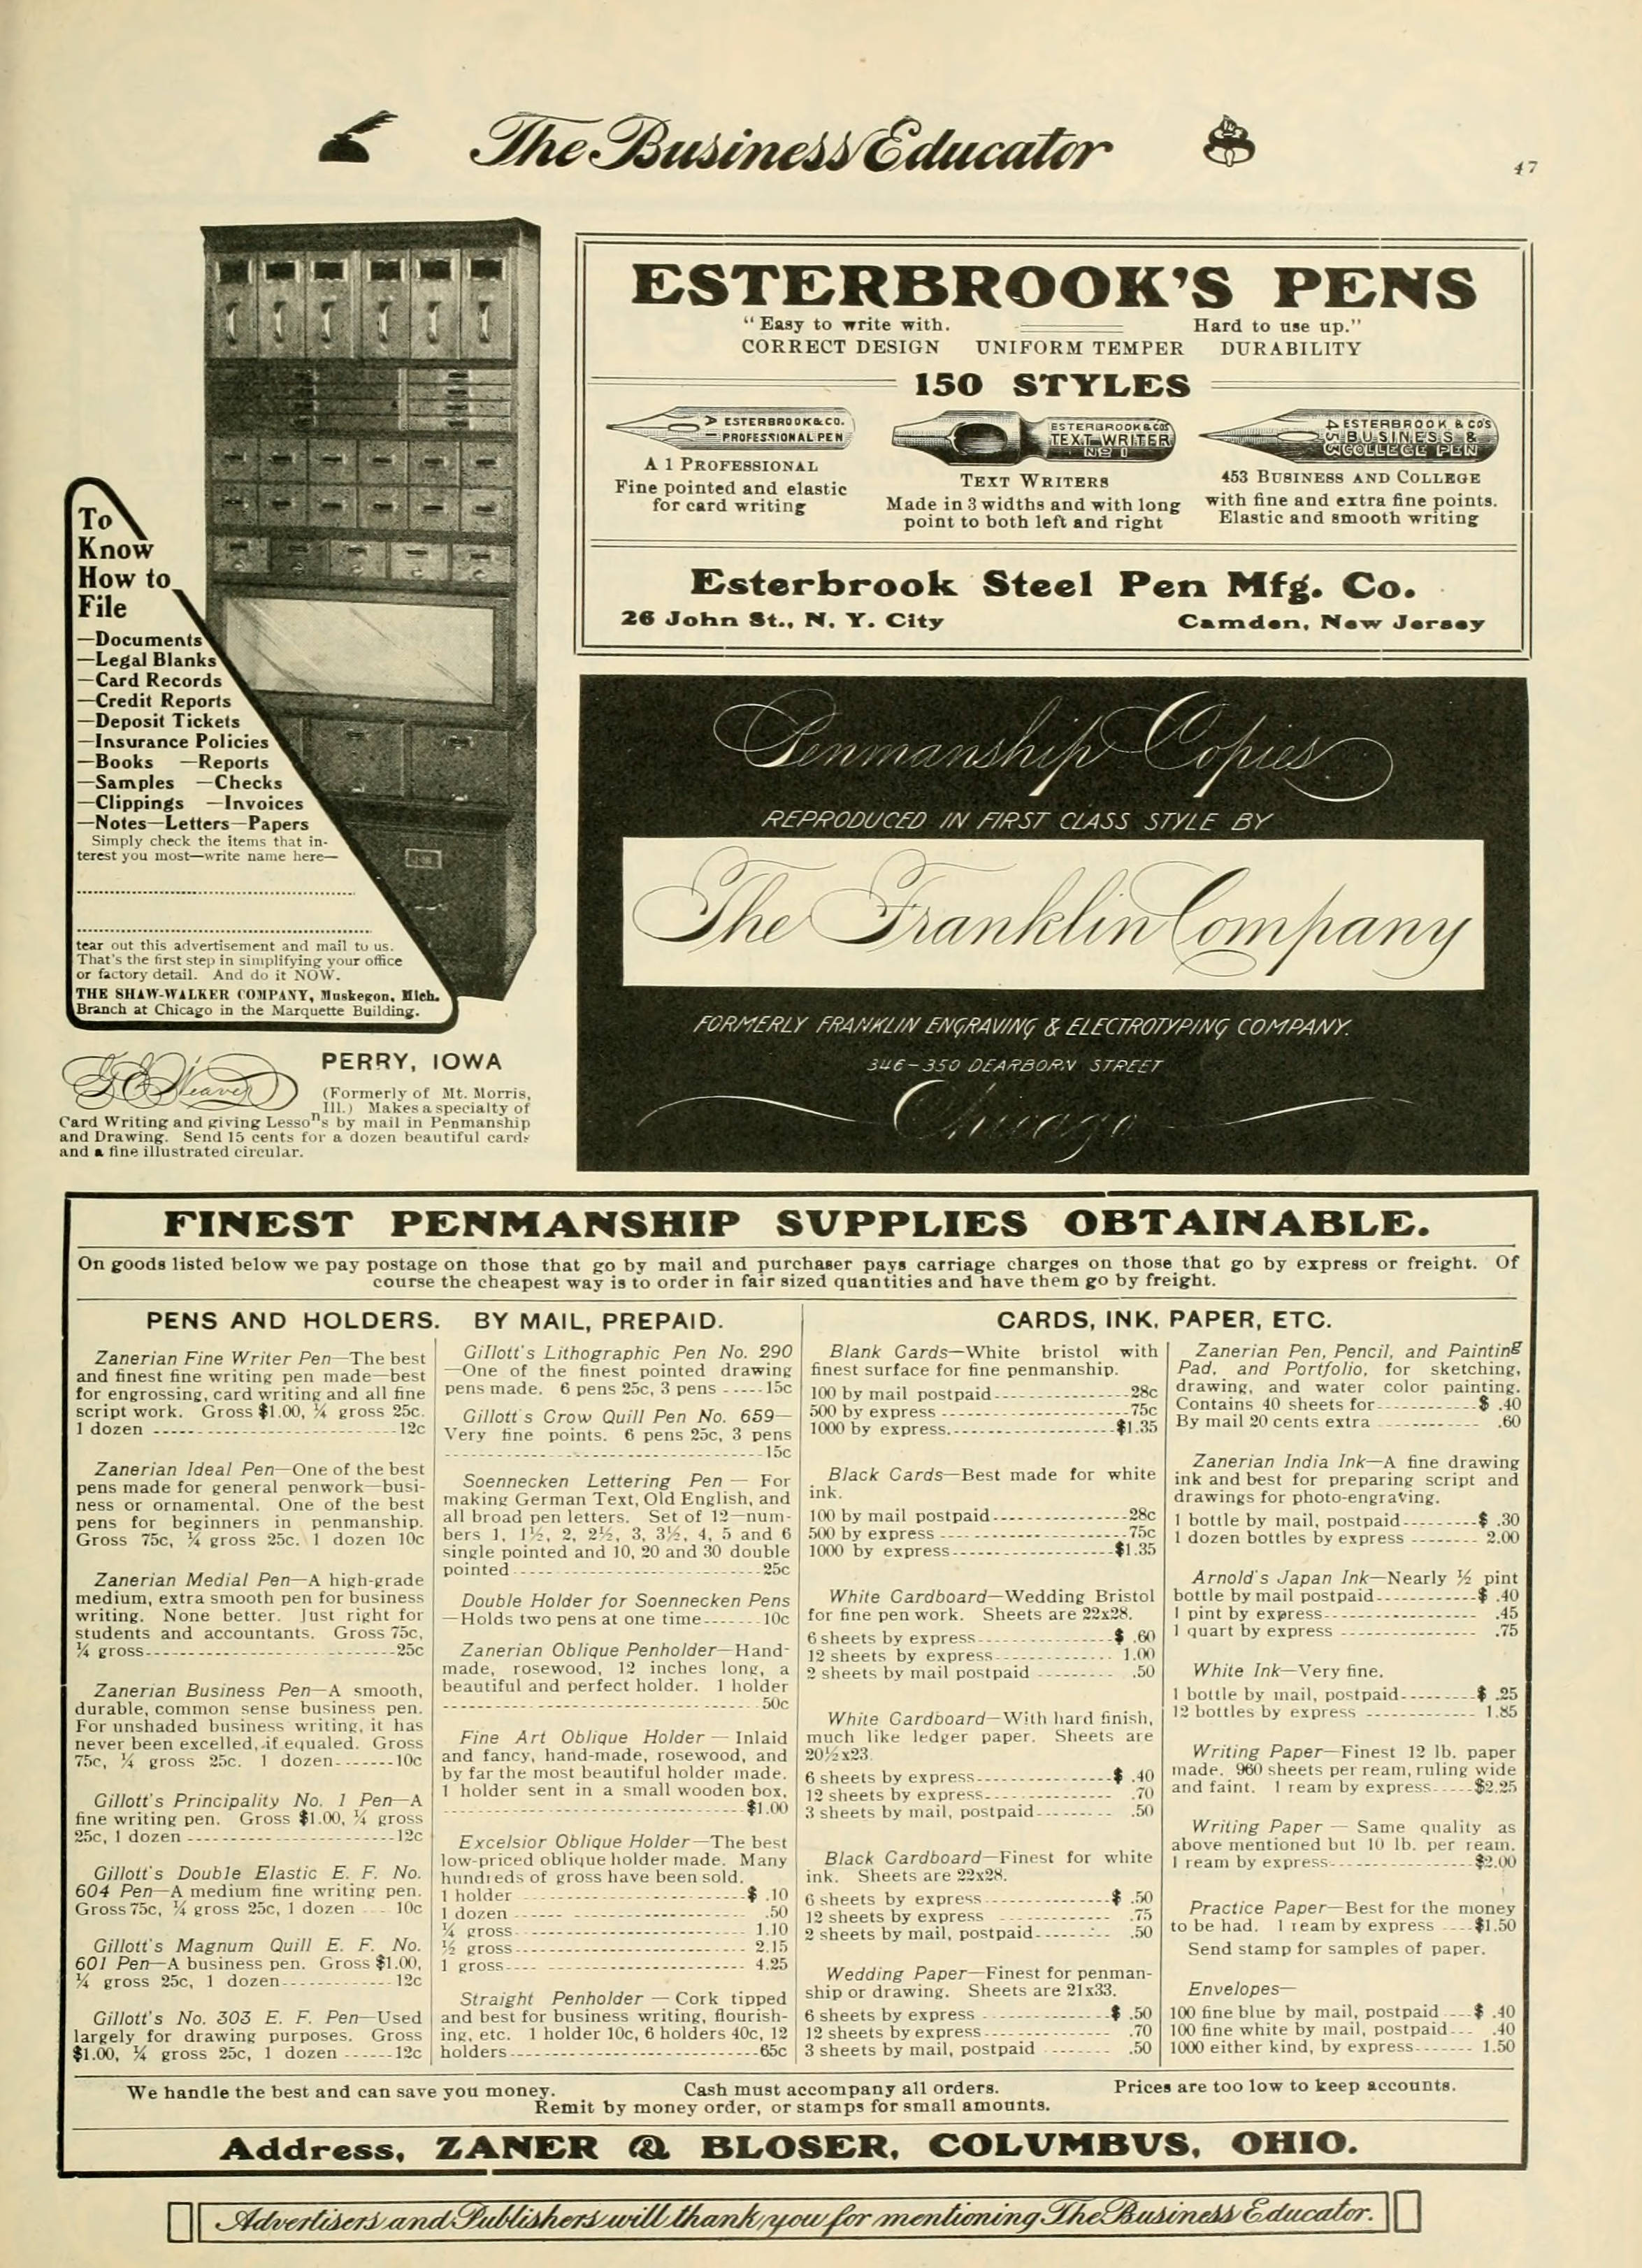 The Business Educator
47
To
Know
How to
File
—Documents
—Legal Blanks
—Card Records
—Credit Reports
—Deposit Tickets
—Insurance Policies
—Books —Reports
—Samples —Checks
—Clippings —Invoices
—Notes—Letters—Papers
Simply check the items that in-
terest you most—write name here—
tear out this advertisement and mail to us.
That's the first step in simplifying your office
or factory detail. And do it NOW.
THE SHAW-WALKER COMPANY, Muskegon, Mich.
Branch at Chicago in the Marquette Building.
G E Weaver
PERRY, IOWA
(Formerly of Mt. Morris,
Ill.) Makes a specialty of
Card Writing and giving Lessons by mail in Penmanship
and Drawing. Send 15 cents for a dozen beautiful cards
and a fine illustrated circular.
ESTERBROOK'S PENS
"Easy to write with. Hard to use up."
CORRECT DESIGN UNIFORM TEMPER DURABILITY
150 STYLES
A 1 ESTERBROOK & CO.
PROFESSIONAL PEN
A 1 PROFESSIONAL
Fine pointed and elastic
for card writing
ESTERBROOK & COS
TEXT WRITER
No 1
TEXT WRITERS
Made in 3 widths and with long
point to both left and right
453 ESTERBROOK & CO'S
BUSINESS &
COLLEGE PEN
453 BUSINESS AND COLLEGE
with fine and extra fine points.
Elastic and smooth writing
Esterbrook Steel Pen Mfg. Co.
26 John St., N. Y. City Camden, New Jersey
Penmanship Copies
REPRODUCED IN FIRST CLASS STYLE BY
The Franklin Company
FORMERLY FRANKLIN ENGRAVING & ELECTROTYPING COMPANY.
346-350 DEARBORN STREET
Chicago
FINEST PENMANSHIP SUPPLIES OBTAINABLE.
On goods listed below we pay postage on those that go by mail and purchaser pays carriage charges on those that go by express or freight. Of
course the cheapest way is to order in fair sized quantities and have them go by freight.
PENS AND HOLDERS. BY MAIL, PREPAID.
Zanerian Fine Writer Pen—The best
and finest fine writing pen made—best
for engrossing, card writing and all fine
script work. Gross $1.00, ¼ gross 25c.
1 dozen 12c
Zanerian Ideal Pen—One of the best
pens made for general penwork—busi-
ness or ornamental. One of the best
pens for beginners in penmanship.
Gross 75c, ¼ gross 25c. 1 dozen 10c
Zanerian Medial Pen—A high-grade
medium, extra smooth pen for business
writing. None better. Just right for
students and accountants. Gross 75c,
¼ gross 25c
Zanerian Business Pen—A smooth,
durable, common sense business pen.
For unshaded business writing, it has
never been excelled, if equaled. Gross
75c, ¼ gross 25c. 1 dozen 10c
Gillott's Principality No. 1 Pen—A
fine writing pen. Gross $1.00, ¼ gross
25c, 1 dozen 12c
Gillott's Double Elastic E. F. No.
604 Pen—A medium fine writing pen.
Gross 75c, ¼ gross 25c, 1 dozen 10c
Gillott's Magnum Quill E. F. No.
601 Pen—A business pen. Gross $1.00,
¼ gross 25c, 1 dozen 12c
Gillott's No. 303 E. F. Pen—Used
largely for drawing purposes. Gross
$1.00, ¼ gross 25c, 1 dozen 12c
Gillott's Lithographic Pen No. 290
—One of the finest pointed drawing
pens made. 6 pens 25c, 3 pens 15c
Gillott's Crow Quill Pen No. 659—
Very fine points. 6 pens 25c, 3 pens
15c
Soennecken Lettering Pen — For
making German Text, Old English, and
all broad pen letters. Set of 12—num-
bers 1, 1½, 2, 2½, 3, 3½, 4, 5 and 6
single pointed and 10, 20 and 30 double
pointed 25c
Double Holder for Soennecken Pens
—Holds two pens at one time 10c
Zanerian Oblique Penholder—Hand-
made, rosewood, 12 inches long, a
beautiful and perfect holder. 1 holder
50c
Fine Art Oblique Holder — Inlaid
and fancy, hand-made, rosewood, and
by far the most beautiful holder made.
1 holder sent in a small wooden box,
$1.00
Excelsior Oblique Holder—The best
low-priced oblique holder made. Many
hundreds of gross have been sold.
1 holder $ .10
1 dozen .50
¼ gross 1.10
½ gross 2.15
1 gross 4.25
Straight Penholder — Cork tipped
and best for business writing, flourish-
ing, etc. 1 holder 10c, 6 holders 40c, 12
holders 65c
CARDS, INK, PAPER, ETC.
Blank Cards—White bristol with
finest surface for fine penmanship.
100 by mail postpaid 28c
500 by express 75c
1000 by express. $1.35
Black Cards—Best made for white
ink.
100 by mail postpaid 28c
500 by express 75c
1000 by express $1.35
White Cardboard—Wedding Bristol
for fine pen work. Sheets are 22x28.
6 sheets by express $ .60
12 sheets by express 1.00
2 sheets by mail postpaid .50
White Cardboard—With hard finish,
much like ledger paper. Sheets are
20½x23.
6 sheets by express $ .40
12 sheets by express .70
3 sheets by mail, postpaid .50
Black Cardboard—Finest for white
ink. Sheets are 22x28.
6 sheets by express $ .50
12 sheets by express .75
2 sheets by mail, postpaid .50
Wedding Paper—Finest for penman-
ship or drawing. Sheets are 21x33.
6 sheets by express $ .50
12 sheets by express .70
3 sheets by mail, postpaid .50
Zanerian Pen, Pencil, and Painting
Pad, and Portfolio, for sketching,
drawing, and water color painting.
Contains 40 sheets for $ .40
By mail 20 cents extra .60
Zanerian India Ink—A fine drawing
ink and best for preparing script and
drawings for photo-engraving.
1 bottle by mail, postpaid $ .30
1 dozen bottles by express 2.00
Arnold's Japan Ink—Nearly ½ pint
bottle by mail postpaid $ .40
1 pint by express .45
1 quart by express .75
White Ink—Very fine.
1 bottle by mail, postpaid $ .25
12 bottles by express 1.85
Writing Paper—Finest 12 lb. paper
made. 960 sheets per ream, ruling wide
and faint. 1 ream by express $2.25
Writing Paper — Same quality as
above mentioned but 10 lb. per ream.
1 ream by express $2.00
Practice Paper—Best for the money
to be had. 1 ream by express $1.50
Send stamp for samples of paper.
Envelopes—
100 fine blue by mail, postpaid $ .40
100 fine white by mail, postpaid .40
1000 either kind, by express 1.50
We handle the best and can save you money. Cash must accompany all orders. Prices are too low to keep accounts.
Remit by money order, or stamps for small amounts.
Address, ZANER & BLOSER, COLUMBUS, OHIO.
Advertisers and Publishers will thank you for mentioning The Business Educator.